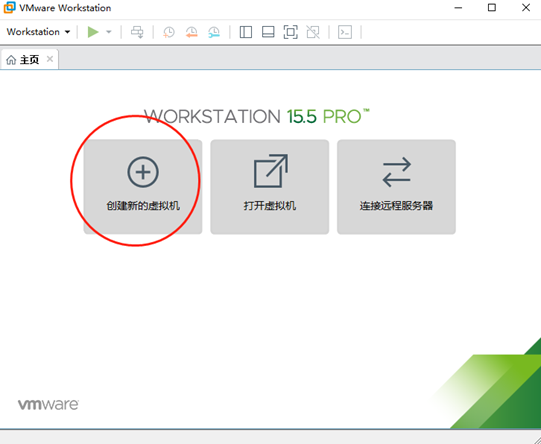 VMware Workstation
Workstation
主页
WORKSTATION 15.5 PRO™
创建新的虚拟机
打开虚拟机
连接远程服务器
vmware